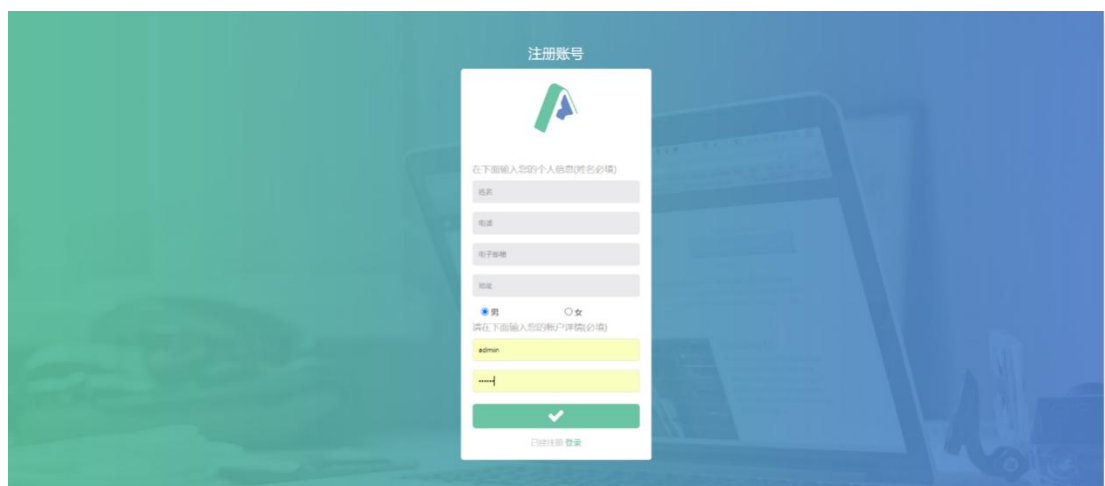 注册账号
在下面输入您的个人信息(姓名必填)
姓名
电话
电子邮箱
地址
男 女
请在下面输入您的帐户详情(必填)
admin
••••••
已经注册 登录